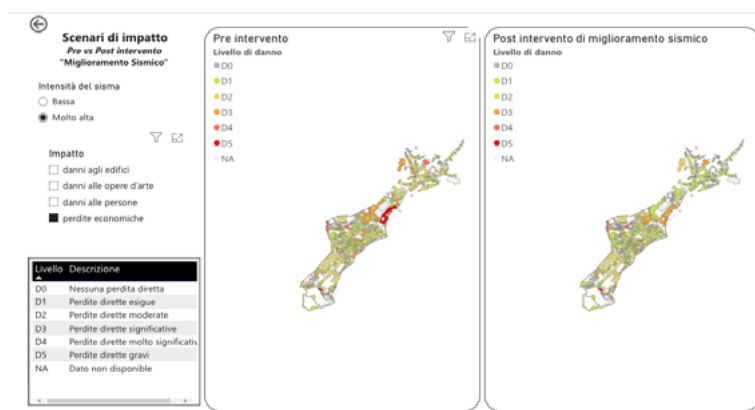 Scenari di impatto
Pre vs Post intervento
"Miglioramento Sismico"
Intensità del sisma
Bassa
Molto alta
Impatto
danni agli edifici
danni alle opere d'arte
danni alle persone
perdite economiche
Livello Descrizione
D0 Nessuna perdita diretta
D1 Perdite dirette esigue
D2 Perdite dirette moderate
D3 Perdite dirette significative
D4 Perdite dirette molto significativ
D5 Perdite dirette gravi
NA Dato non disponibile
Pre intervento
Livello di danno
D0
D1
D2
D3
D4
D5
NA
Post intervento di miglioramento sismico
Livello di danno
D0
D1
D2
D3
D4
D5
NA